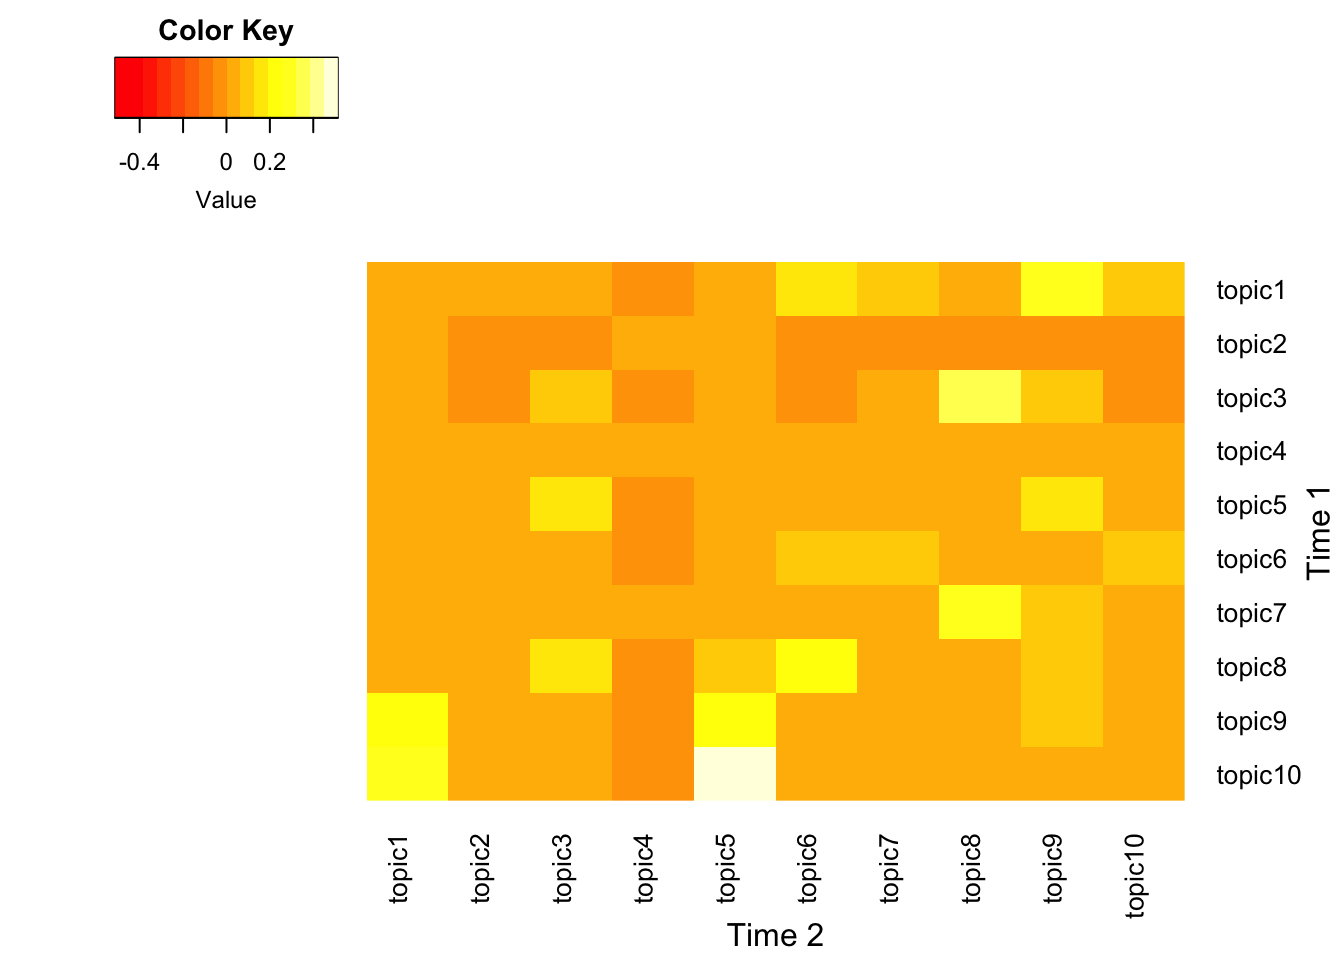 Color Key
-0.4 0 0.2
Value
topic1
topic2
topic3
topic4
topic5
topic6
topic7
topic8
topic9
topic10
Time 1
topic1 topic2 topic3 topic4 topic5 topic6 topic7 topic8 topic9 topic10
Time 2